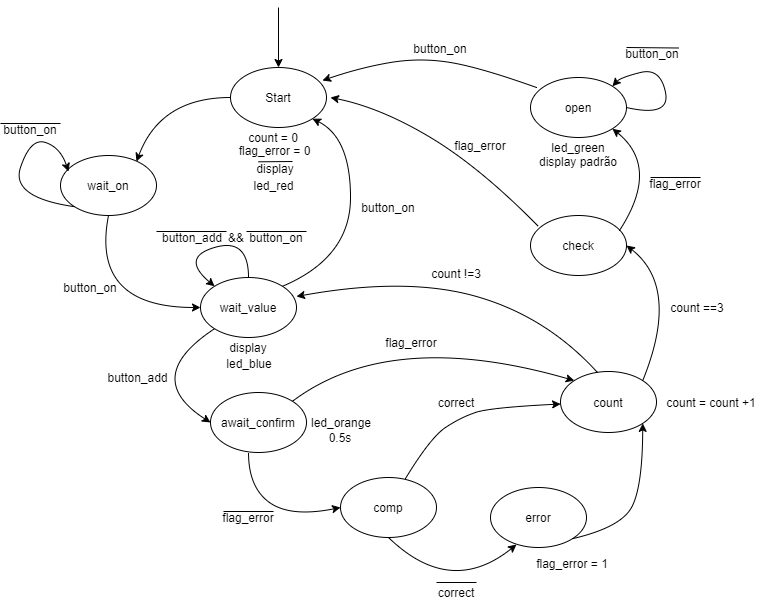 button_on
button_on
Start
open
count = 0
flag_error = 0
display
led_red
led_green
display padrão
button_on
wait_on
flag_error
flag_error
button_on
button_add && button_on
check
button_on
count !=3
wait_value
count ==3
display
led_blue
flag_error
button_add
correct
count
count = count +1
await_confirm
led_orange
0.5s
comp
error
flag_error
flag_error = 1
correct